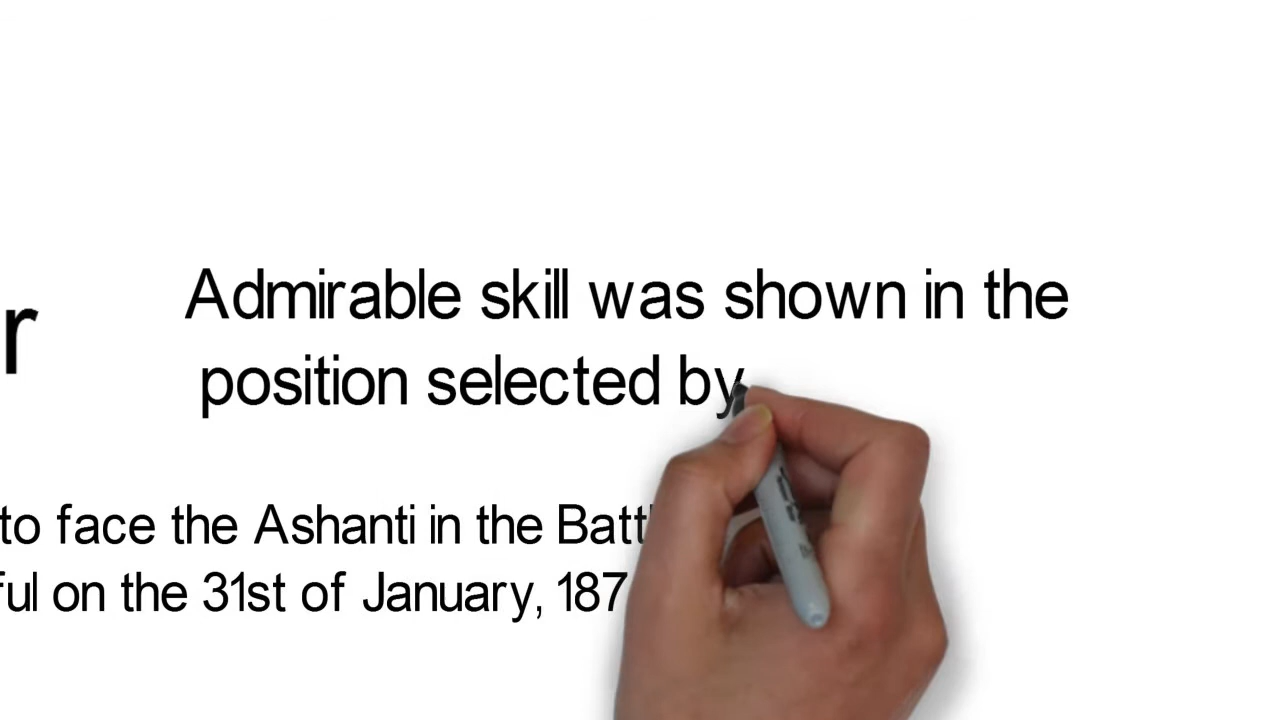 Admirable skill was shown in the
r
position selected by
to face the Ashanti in the Batt
ful on the 31st of January, 187